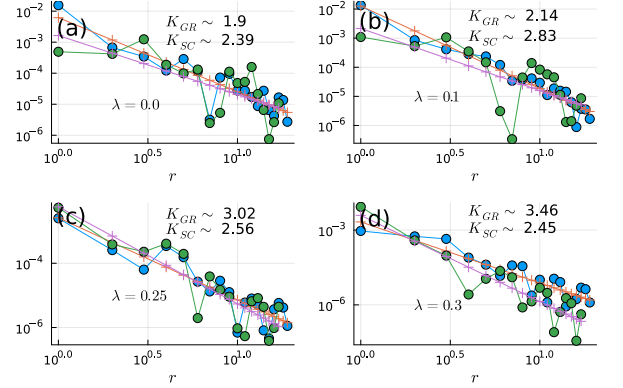 (a)
K_GR ~ 1.9
K_SC ~ 2.39
λ = 0.0
10^-2
10^-3
10^-4
10^-5
10^-6
10^0.0
10^0.5
10^1.0
r
(b)
K_GR ~ 2.14
K_SC ~ 2.83
λ = 0.1
10^-2
10^-3
10^-4
10^-5
10^-6
10^0.0
10^0.5
10^1.0
r
(c)
K_GR ~ 3.02
K_SC ~ 2.56
λ = 0.25
10^-4
10^-6
10^0.0
10^0.5
10^1.0
r
(d)
K_GR ~ 3.46
K_SC ~ 2.45
λ = 0.3
10^-3
10^-6
10^0.0
10^0.5
10^1.0
r